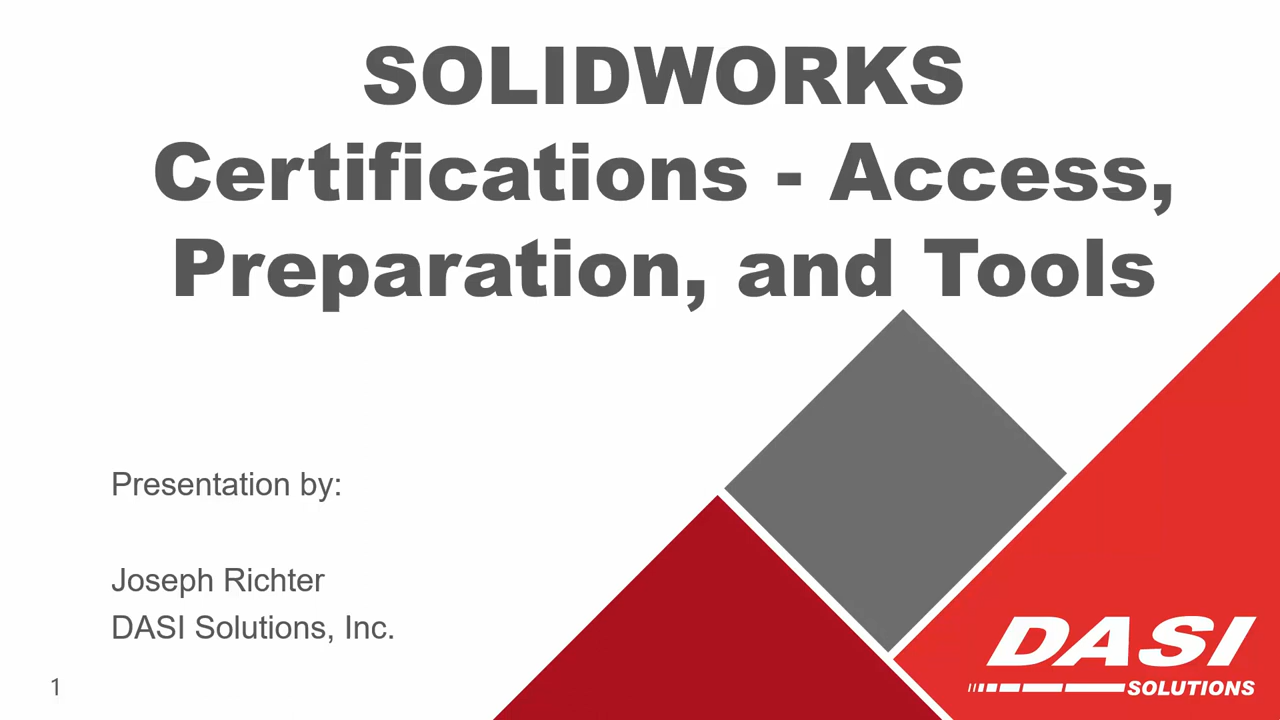 SOLIDWORKS
Certifications - Access,
Preparation, and Tools
Presentation by:
Joseph Richter
DASI Solutions, Inc.
1
DASI
SOLUTIONS